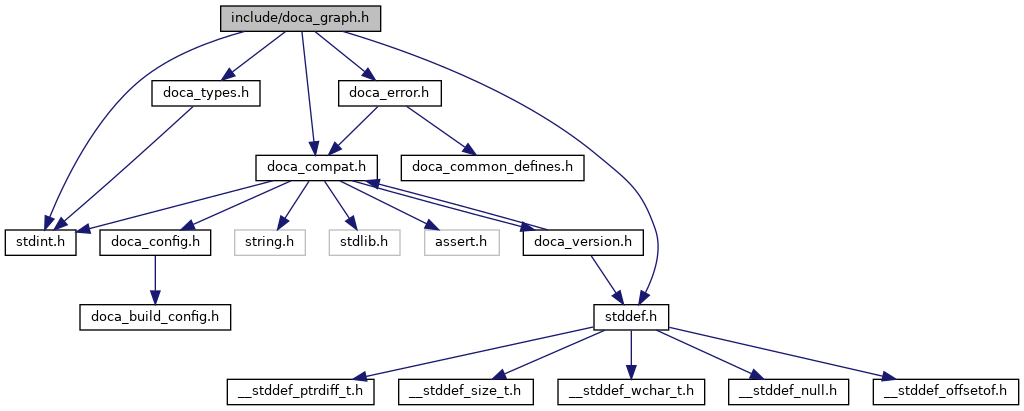 include/doca_graph.h
doca_types.h
doca_error.h
doca_compat.h
doca_common_defines.h
stdint.h
doca_config.h
string.h
stdlib.h
assert.h
doca_version.h
doca_build_config.h
stddef.h
__stddef_ptrdiff_t.h
__stddef_size_t.h
__stddef_wchar_t.h
__stddef_null.h
__stddef_offsetof.h